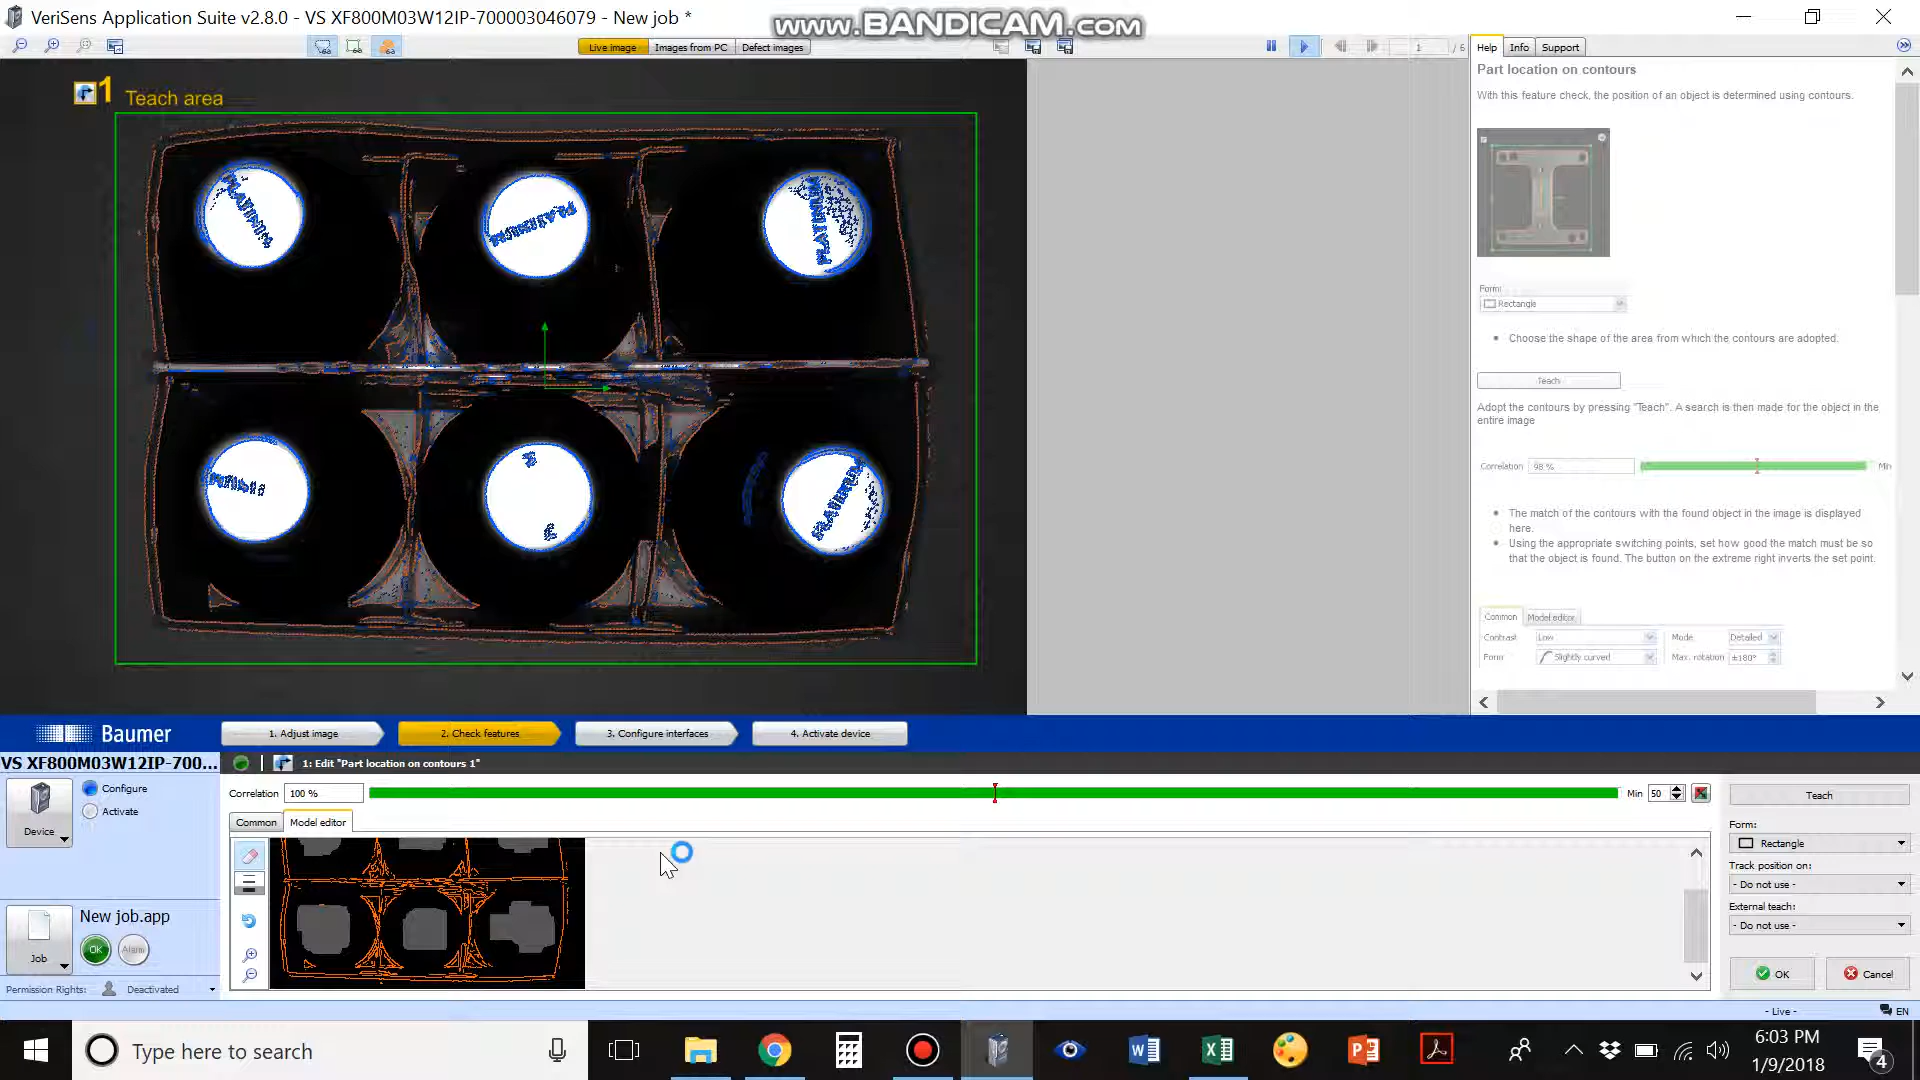 VeriSens Application Suite v2.8.0 - VS XF800M03W12IP-700003046079 - New job *
www.BANDICAM.com
Live image
Images from PC
Defect images
1
/ 6
Help
Info
Support
1
Teach area
PLATINUM
PLATINUM
PLATINUM
PLATINUM
Part location on contours
With this feature check, the position of an object is determined using contours.
Form:
Rectangle
Choose the shape of the area from which the contours are adopted.
Teach
Adopt the contours by pressing "Teach". A search is then made for the object in the
entire image
Correlation
98 %
Min
The match of the contours with the found object in the image is displayed
here.
Using the appropriate switching points, set how good the match must be so
that the object is found. The button on the extreme right inverts the set point.
Common
Model editor
Contrast
Low
Mode
Detailed
Form
Slightly curved
Max. rotation
±180°
Baumer
1. Adjust image
2. Check features
3. Configure interfaces
4. Activate device
VS XF800M03W12IP-700...
1: Edit "Part location on contours 1"
Device
Configure
Activate
Correlation
100 %
Min
50
Teach
Common
Model editor
Form:
Rectangle
Track position on:
- Do not use -
External teach:
- Do not use -
New job.app
Job
OK
Alarm
OK
Cancel
Permission Rights:
Deactivated
- Live -
EN
Type here to search
6:03 PM
1/9/2018
4